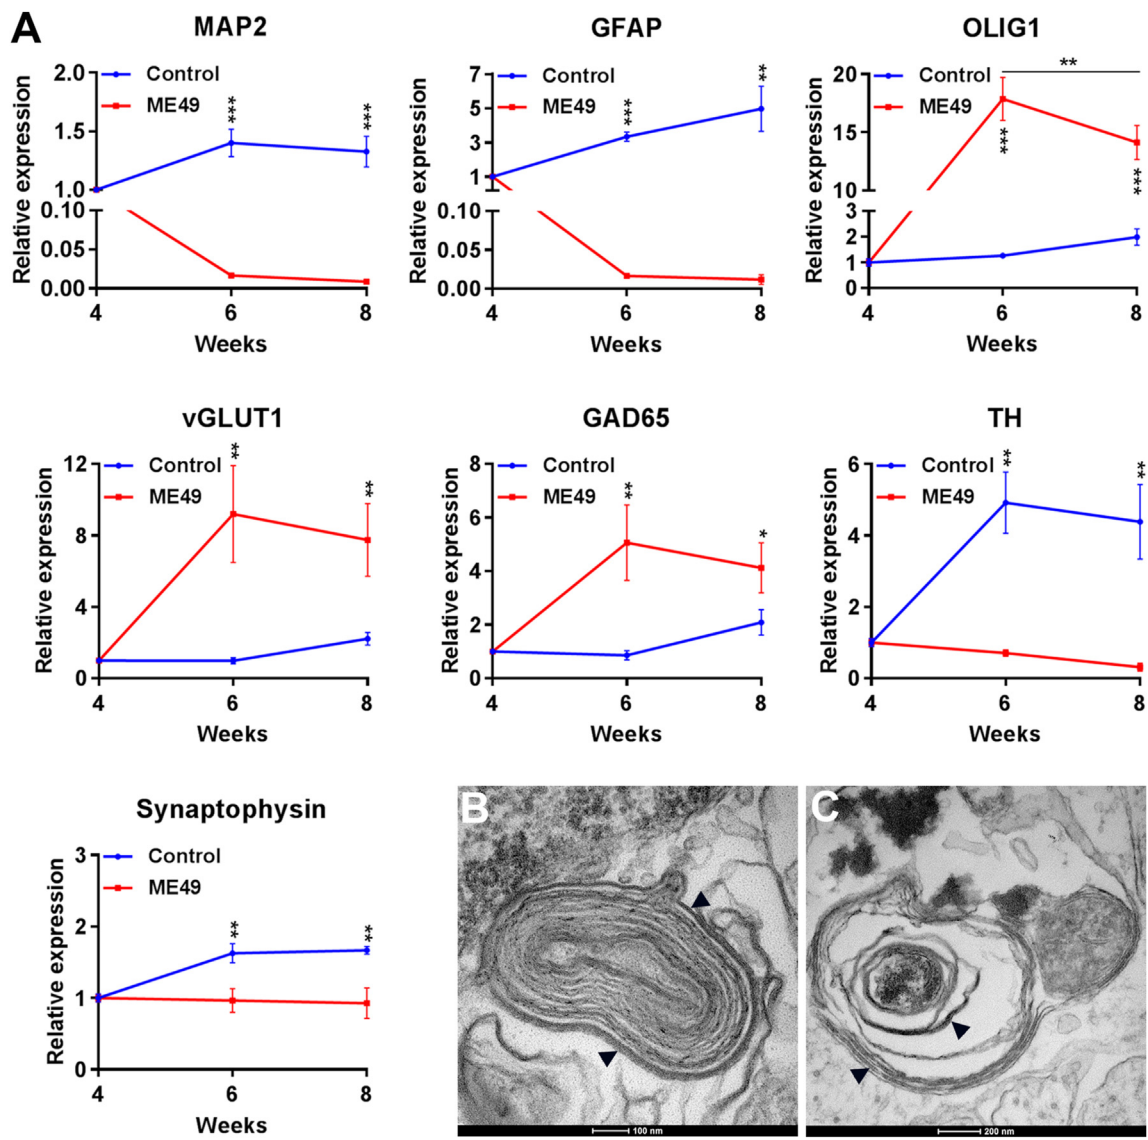 A
MAP2
Relative expression
2.0
1.5
1.0
0.10
0.05
0.00
Control
ME49
***
***
4 6 8
Weeks
GFAP
Relative expression
7
5
3
1
0.10
0.05
0.00
Control
ME49
***
**
4 6 8
Weeks
OLIG1
Relative expression
20
15
10
3
2
1
0
Control
ME49
**
***
***
4 6 8
Weeks
vGLUT1
Relative expression
12
8
4
0
Control
ME49
**
**
4 6 8
Weeks
GAD65
Relative expression
8
6
4
2
0
Control
ME49
**
*
4 6 8
Weeks
TH
Relative expression
6
4
2
0
Control
ME49
**
**
4 6 8
Weeks
Synaptophysin
Relative expression
3
2
1
0
Control
ME49
**
**
4 6 8
Weeks
B
100 nm
C
200 nm